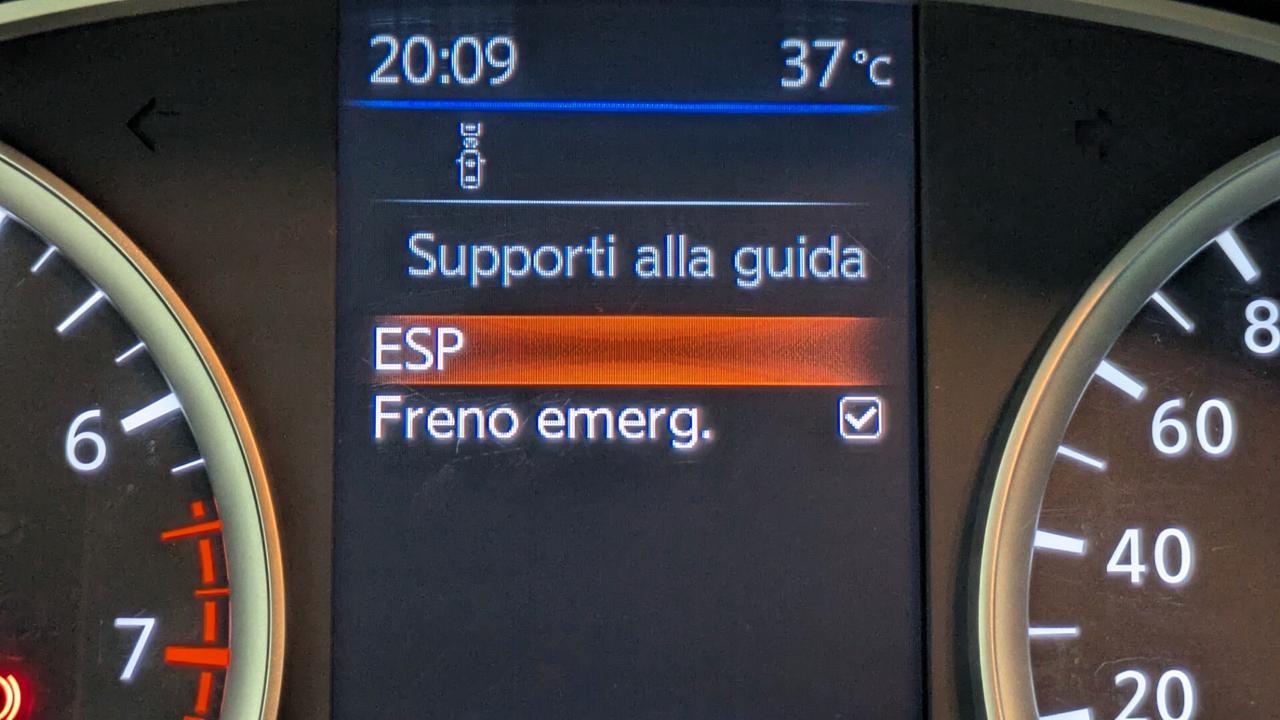 20:09 37 °C
Supporti alla guida
ESP
Freno emerg.
6
7
8
60
40
20